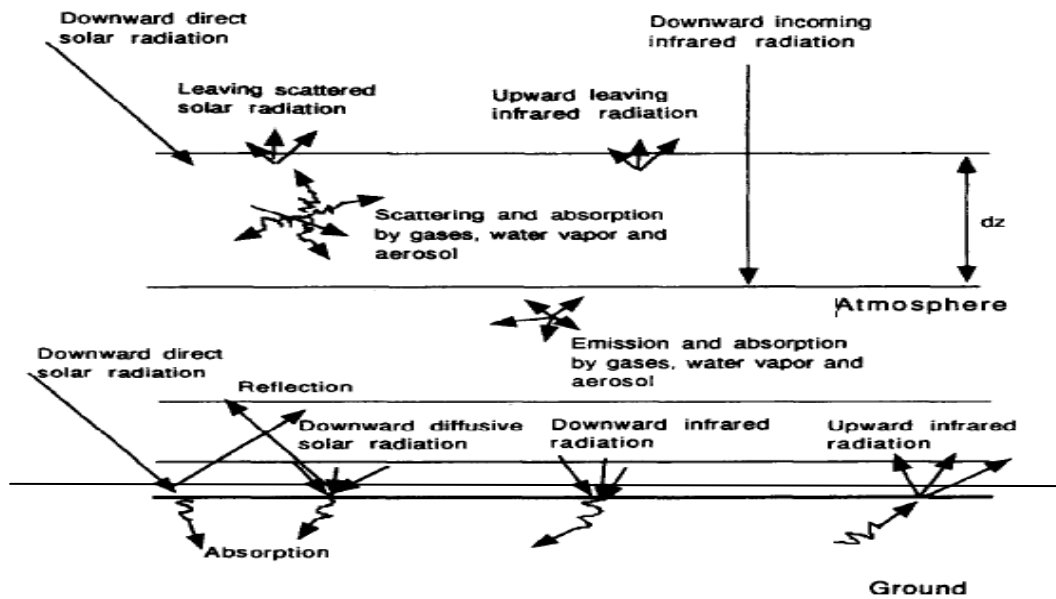 Downward direct
solar radiation
Downward incoming
infrared radiation
Leaving scattered
solar radiation
Upward leaving
infrared radiation
Scattering and absorption
by gases, water vapor and
aerosol
dz
Atmosphere
Emission and absorption
by gases, water vapor and
aerosol
Downward direct
solar radiation
Reflection
Downward diffusive
solar radiation
Downward infrared
radiation
Upward infrared
radiation
Absorption
Ground